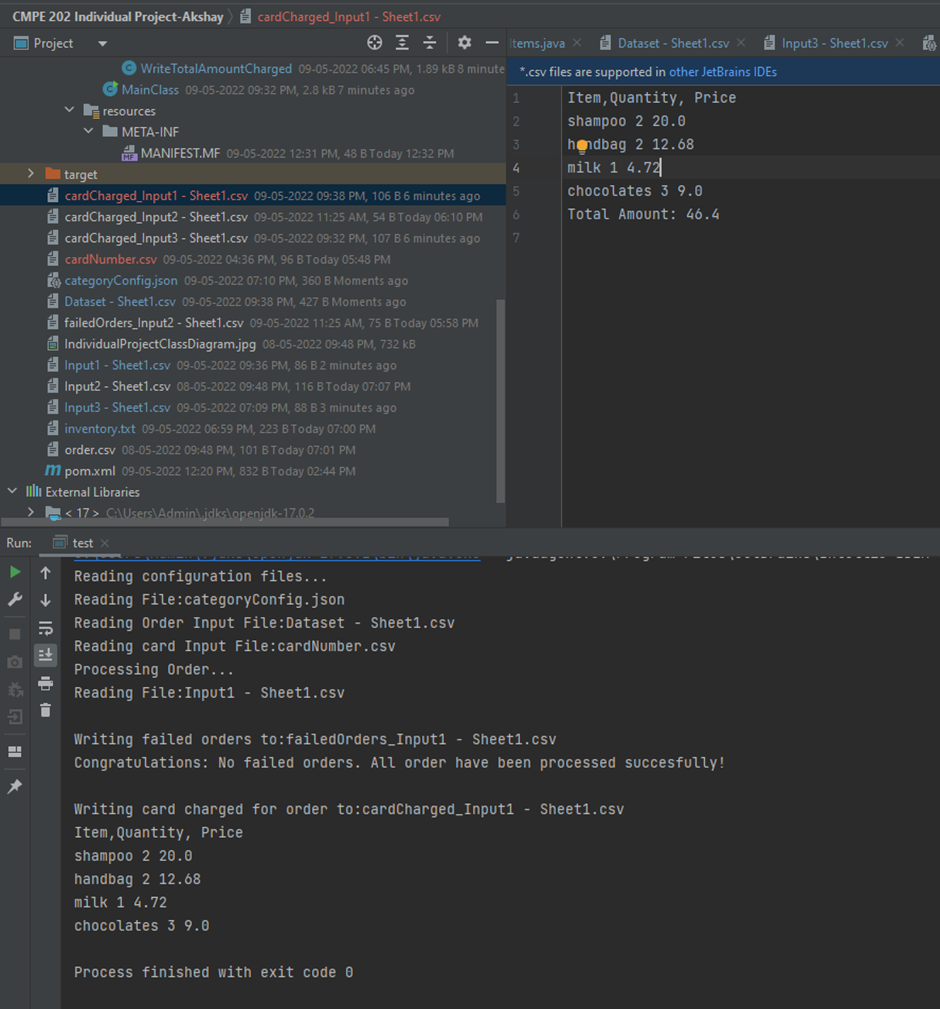 CMPE 202 Individual Project-Akshay 〉 cardCharged_Input1 - Sheet1.csv
Project
WriteTotalAmountCharged 09-05-2022 06:45 PM, 1.89 kB 8 minute
MainClass 09-05-2022 09:32 PM, 2.8 kB 7 minutes ago
resources
META-INF
MANIFEST.MF 09-05-2022 12:31 PM, 48 B Today 12:32 PM
target
cardCharged_Input1 - Sheet1.csv 09-05-2022 09:38 PM, 106 B 6 minutes ago
cardCharged_Input2 - Sheet1.csv 09-05-2022 11:25 AM, 54 B Today 06:10 PM
cardCharged_Input3 - Sheet1.csv 09-05-2022 09:32 PM, 107 B 6 minutes ago
cardNumber.csv 09-05-2022 04:36 PM, 96 B Today 05:48 PM
categoryConfig.json 09-05-2022 07:10 PM, 360 B Moments ago
Dataset - Sheet1.csv 09-05-2022 09:38 PM, 427 B Moments ago
failedOrders_Input2 - Sheet1.csv 09-05-2022 11:25 AM, 75 B Today 05:58 PM
IndividualProjectClassDiagram.jpg 08-05-2022 09:48 PM, 732 kB
Input1 - Sheet1.csv 09-05-2022 09:36 PM, 86 B 2 minutes ago
Input2 - Sheet1.csv 08-05-2022 09:48 PM, 116 B Today 07:07 PM
Input3 - Sheet1.csv 09-05-2022 07:09 PM, 88 B 3 minutes ago
inventory.txt 09-05-2022 06:59 PM, 223 B Today 07:00 PM
order.csv 08-05-2022 09:48 PM, 101 B Today 07:01 PM
pom.xml 09-05-2022 12:20 PM, 832 B Today 02:44 PM
External Libraries
< 17 > C:\Users\Admin\.jdks\openjdk-17.0.2
tems.java Dataset - Sheet1.csv Input3 - Sheet1.csv
*.csv files are supported in other JetBrains IDEs
1 Item,Quantity, Price
2 shampoo 2 20.0
3 handbag 2 12.68
4 milk 1 4.72
5 chocolates 3 9.0
6 Total Amount: 46.4
7
Run: test
Reading configuration files...
Reading File:categoryConfig.json
Reading Order Input File:Dataset - Sheet1.csv
Reading card Input File:cardNumber.csv
Processing Order...
Reading File:Input1 - Sheet1.csv
Writing failed orders to:failedOrders_Input1 - Sheet1.csv
Congratulations: No failed orders. All order have been processed succesfully!
Writing card charged for order to:cardCharged_Input1 - Sheet1.csv
Item,Quantity, Price
shampoo 2 20.0
handbag 2 12.68
milk 1 4.72
chocolates 3 9.0
Process finished with exit code 0